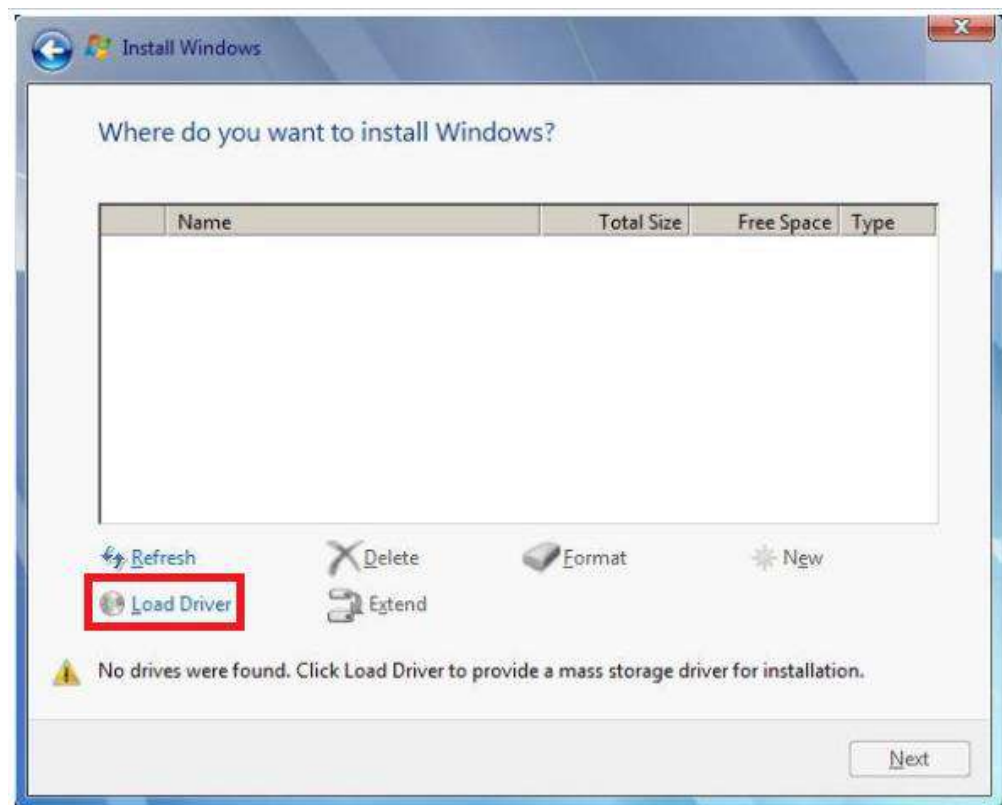 Install Windows
Where do you want to install Windows?
Name Total Size Free Space Type
Refresh Delete Format New
Load Driver Extend
No drives were found. Click Load Driver to provide a mass storage driver for installation.
Next